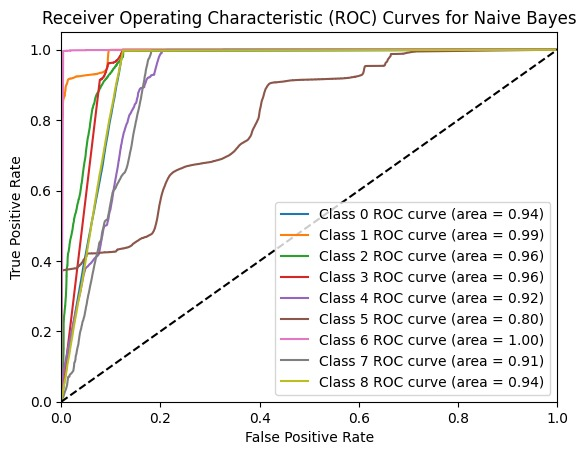 Receiver Operating Characteristic (ROC) Curves for Naive Bayes
1.0
0.8
0.6
0.4
0.2
0.0
True Positive Rate
Class 0 ROC curve (area = 0.94)
Class 1 ROC curve (area = 0.99)
Class 2 ROC curve (area = 0.96)
Class 3 ROC curve (area = 0.96)
Class 4 ROC curve (area = 0.92)
Class 5 ROC curve (area = 0.80)
Class 6 ROC curve (area = 1.00)
Class 7 ROC curve (area = 0.91)
Class 8 ROC curve (area = 0.94)
0.0 0.2 0.4 0.6 0.8 1.0
False Positive Rate